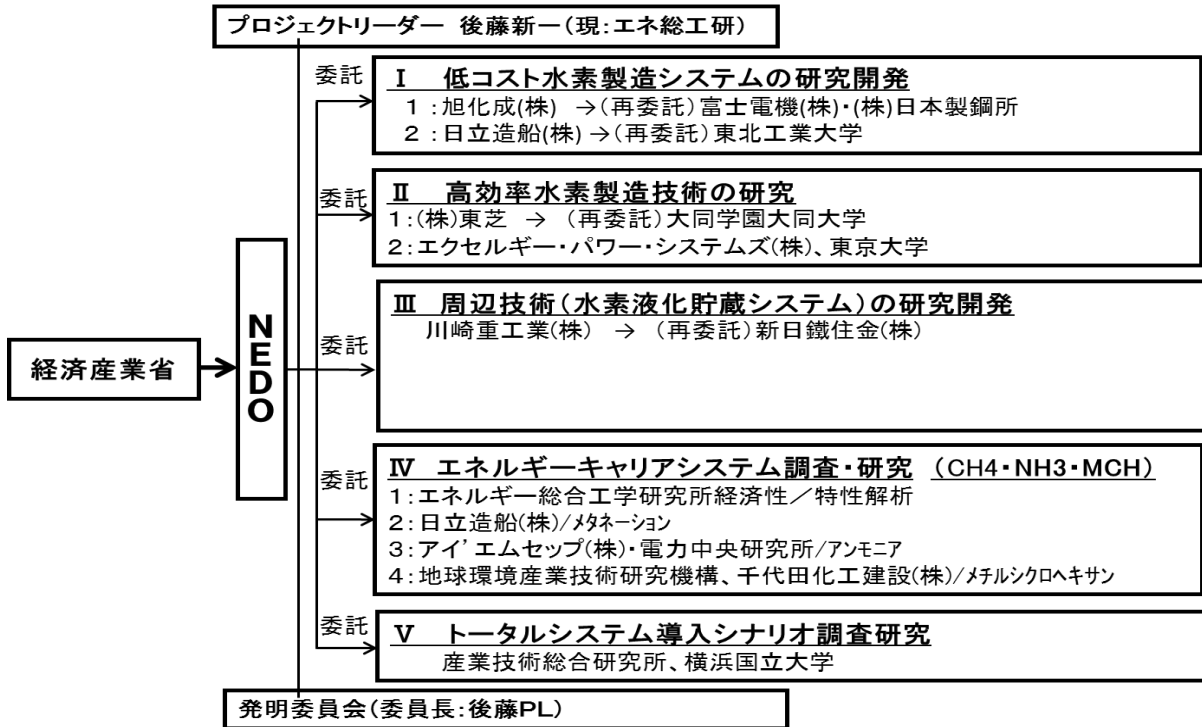 プロジェクトリーダー 後藤新一(現:エネ総工研)
委託
Ⅰ 低コスト水素製造システムの研究開発
1:旭化成(株) →(再委託)富士電機(株)・(株)日本製鋼所
2:日立造船(株) →(再委託)東北工業大学
委託
Ⅱ 高効率水素製造技術の研究
1:(株)東芝 → (再委託)大同学園大同大学
2:エクセルギー・パワー・システムズ(株)、東京大学
経済産業省
NEDO
委託
Ⅲ 周辺技術(水素液化貯蔵システム)の研究開発
川崎重工業(株) → (再委託)新日鐵住金(株)
委託
Ⅳ エネルギーキャリアシステム調査・研究 (CH4・NH3・MCH)
1:エネルギー総合工学研究所経済性/特性解析
2:日立造船(株)/メタネーション
3:アイ'エムセップ(株)・電力中央研究所/アンモニア
4:地球環境産業技術研究機構、千代田化工建設(株)/メチルシクロヘキサン
委託
Ⅴ トータルシステム導入シナリオ調査研究
産業技術総合研究所、横浜国立大学
発明委員会(委員長:後藤PL)